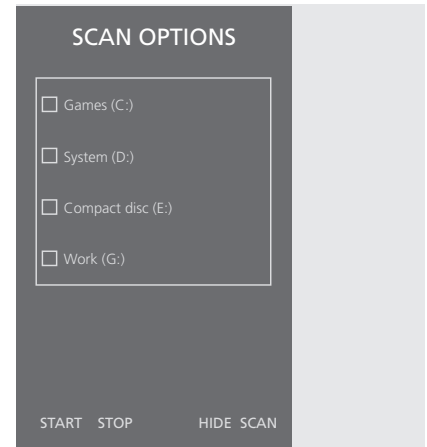 SCAN OPTIONS
Games (C:)
System (D:)
Compact disc (E:)
Work (G:)
START STOP HIDE SCAN